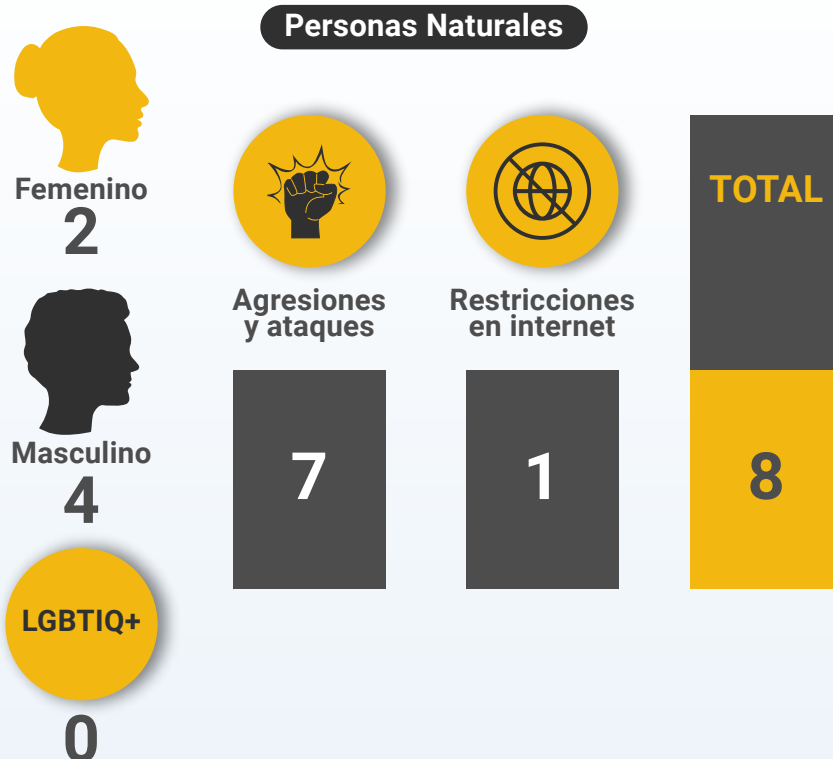 Personas Naturales
Femenino
2
Masculino
4
LGBTIQ+
0
Agresiones
y ataques
7
Restricciones
en internet
1
TOTAL
8